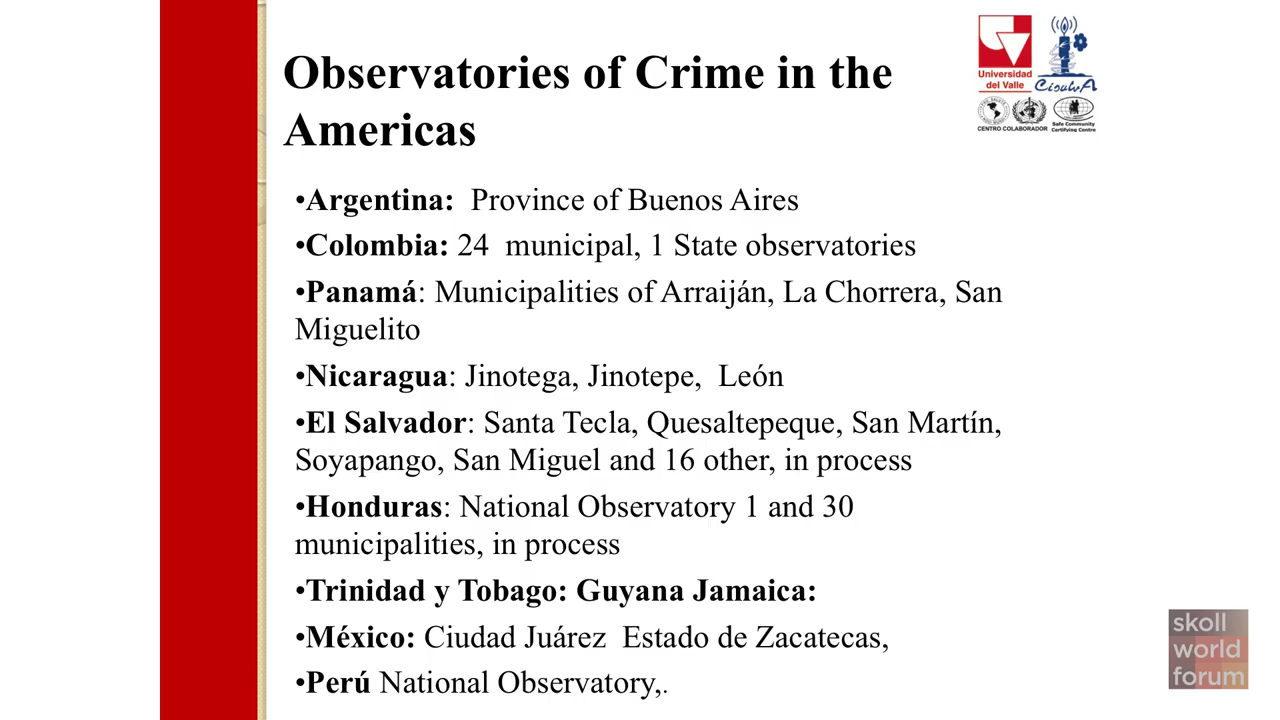 Observatories of Crime in the
Americas
Universidad
del Valle
CisalvA
CENTRO COLABORADOR
Safe Community
Certifying Centre
•Argentina:  Province of Buenos Aires
•Colombia: 24  municipal, 1 State observatories
•Panamá: Municipalities of Arraiján, La Chorrera, San
Miguelito
•Nicaragua: Jinotega, Jinotepe,  León
•El Salvador: Santa Tecla, Quesaltepeque, San Martín,
Soyapango, San Miguel and 16 other, in process
•Honduras: National Observatory 1 and 30
municipalities, in process
•Trinidad y Tobago: Guyana Jamaica:
•México: Ciudad Juárez  Estado de Zacatecas,
•Perú National Observatory,.
skoll
world
forum